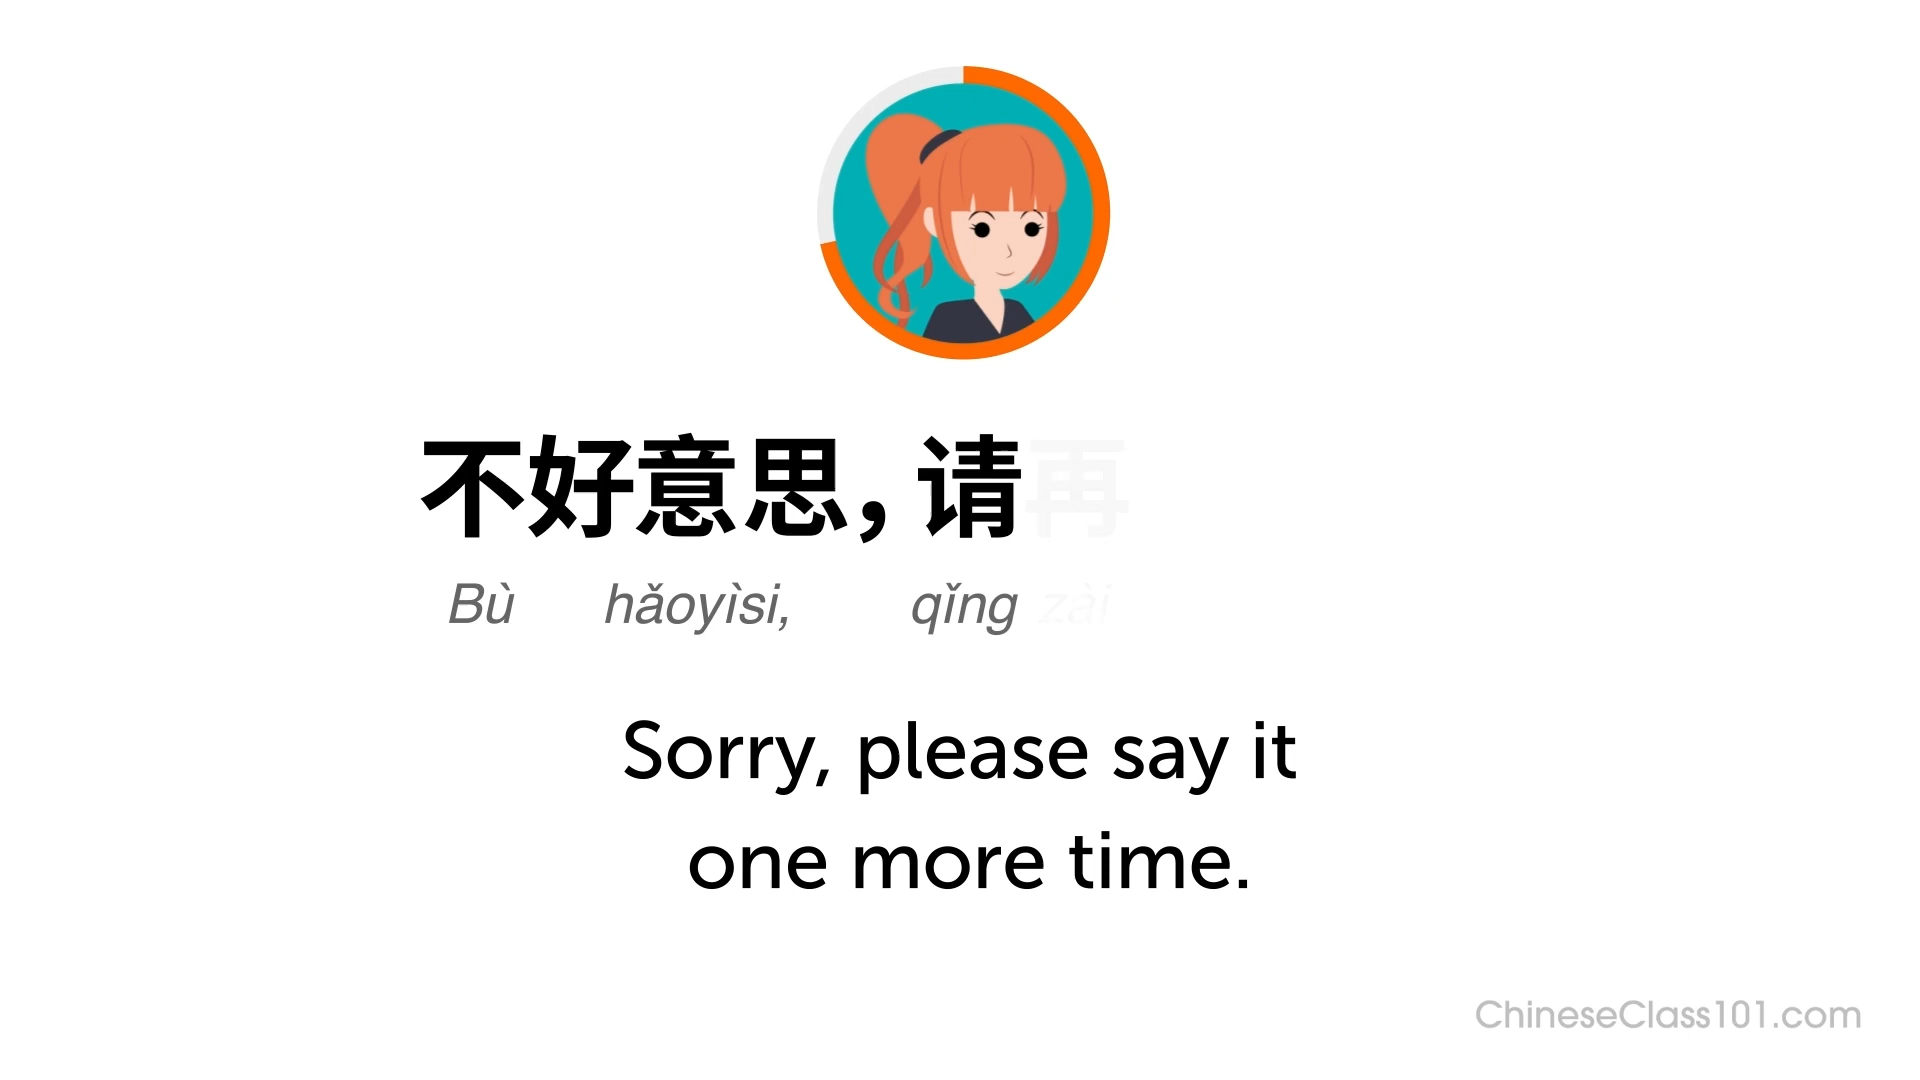 不好意思，请再
Bù hǎoyìsi, qǐng zài
Sorry, please say it
one more time.
ChineseClass101.com